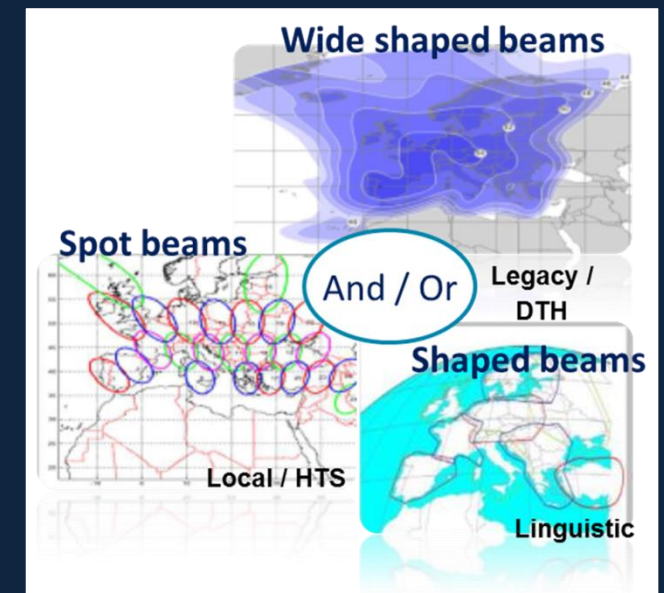 Wide shaped beams
Spot beams
And / Or
Legacy /
DTH
Shaped beams
Local / HTS
Linguistic